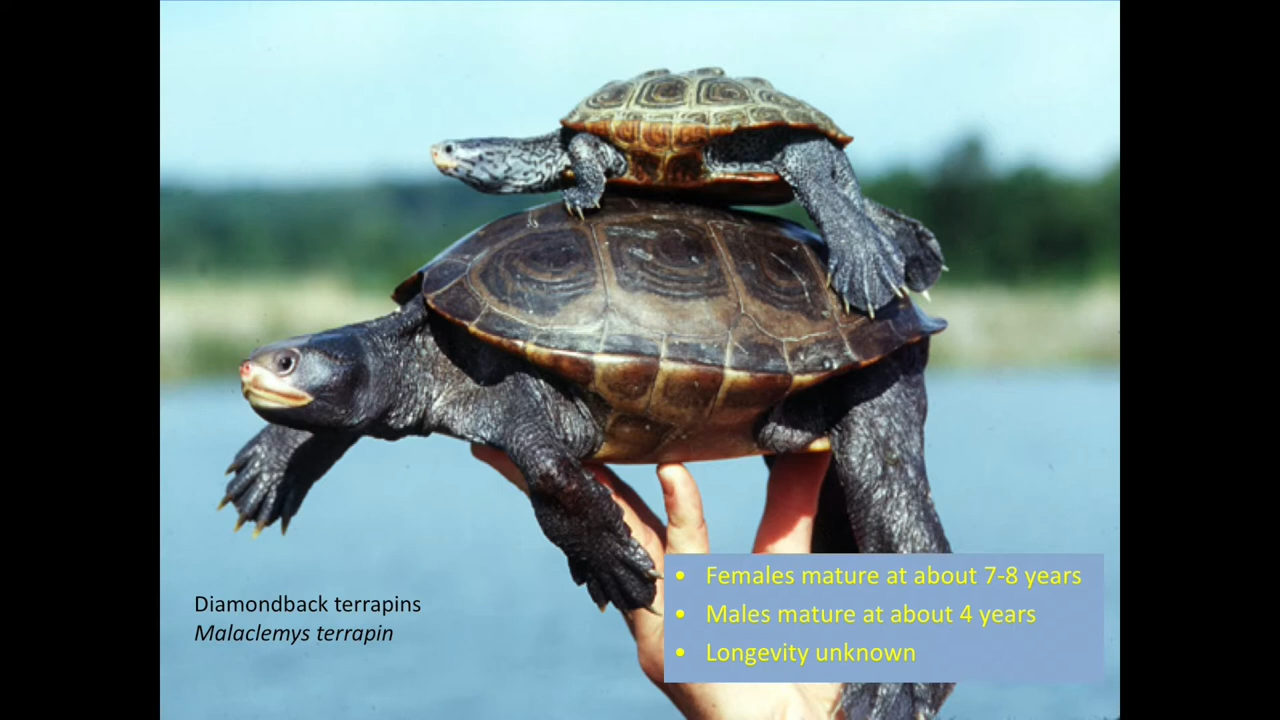 Diamondback terrapins
Malaclemys terrapin
• Females mature at about 7-8 years
• Males mature at about 4 years
• Longevity unknown